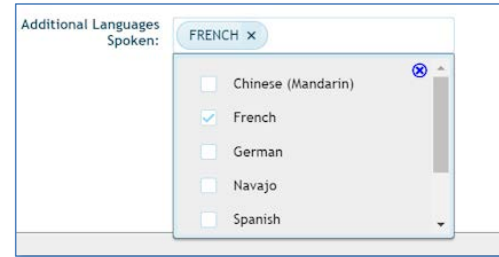 Additional Languages
Spoken:
FRENCH ×
Chinese (Mandarin)
French
German
Navajo
Spanish